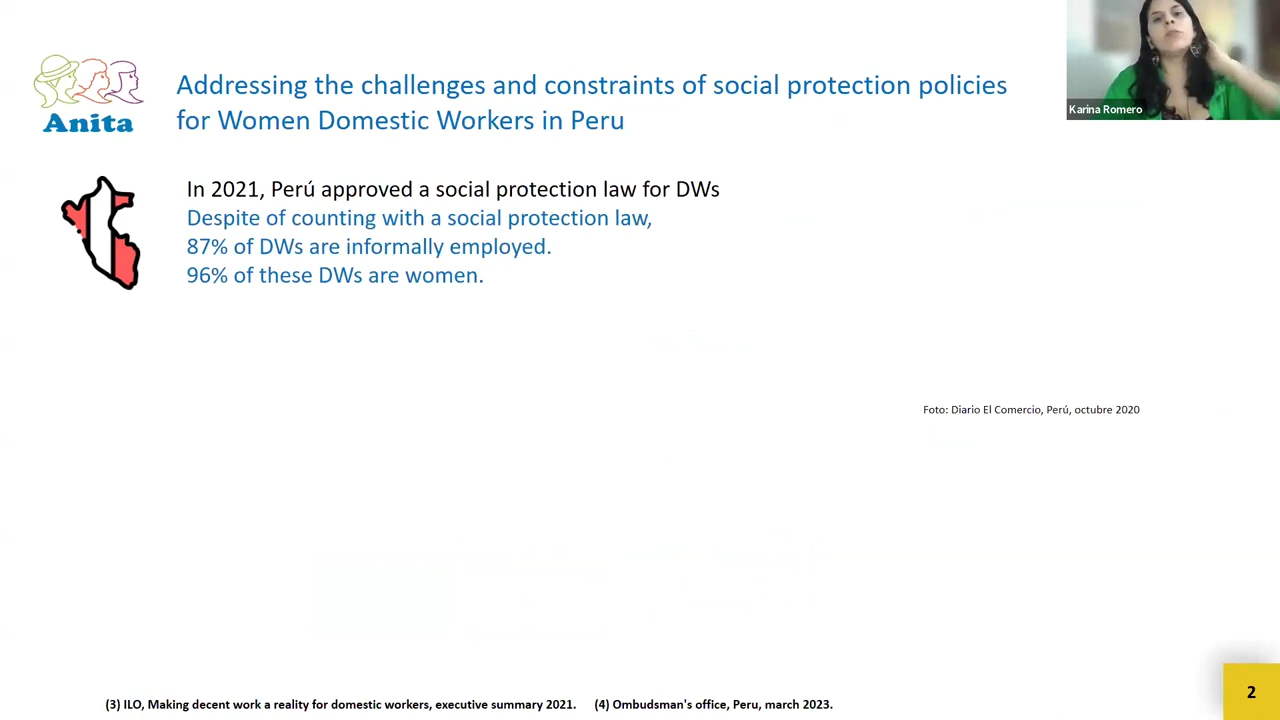 Karina Romero
Anita
Addressing the challenges and constraints of social protection policies
for Women Domestic Workers in Peru
In 2021, Perú approved a social protection law for DWs
Despite of counting with a social protection law,
87% of DWs are informally employed.
96% of these DWs are women.
Foto: Diario El Comercio, Perú, octubre 2020
(3) ILO, Making decent work a reality for domestic workers, executive summary 2021. (4) Ombudsman's office, Peru, march 2023.
2